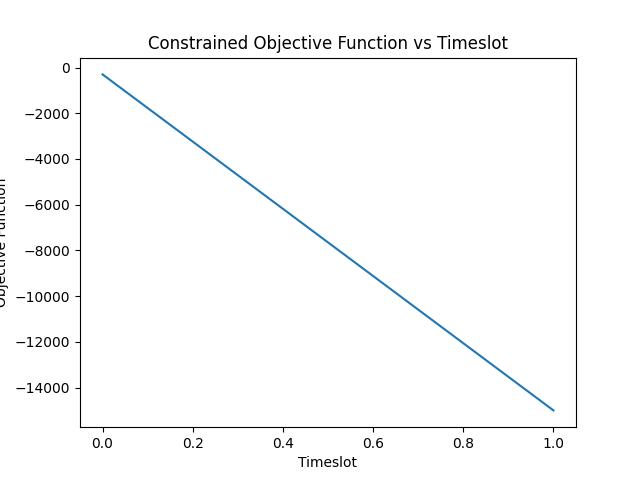 Constrained Objective Function vs Timeslot
Objective Function
0
−2000
−4000
−6000
−8000
−10000
−12000
−14000
0.0 0.2 0.4 0.6 0.8 1.0
Timeslot